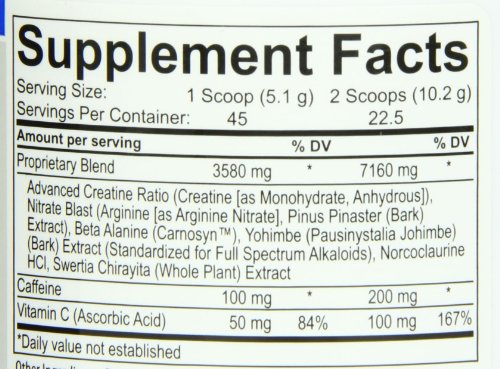 Supplement Facts
Serving Size: 1 Scoop (5.1 g) 2 Scoops (10.2 g)
Servings Per Container: 45 22.5
Amount per serving % DV % DV
Proprietary Blend 3580 mg * 7160 mg *
Advanced Creatine Ratio (Creatine [as Monohydrate, Anhydrous]),
Nitrate Blast (Arginine [as Arginine Nitrate], Pinus Pinaster (Bark)
Extract), Beta Alanine (Carnosyn™), Yohimbe (Pausinystalia Johimbe)
(Bark) Extract (Standardized for Full Spectrum Alkaloids), Norcoclaurine
HCl, Swertia Chirayita (Whole Plant) Extract
Caffeine 100 mg * 200 mg *
Vitamin C (Ascorbic Acid) 50 mg 84% 100 mg 167%
*Daily value not established
Other